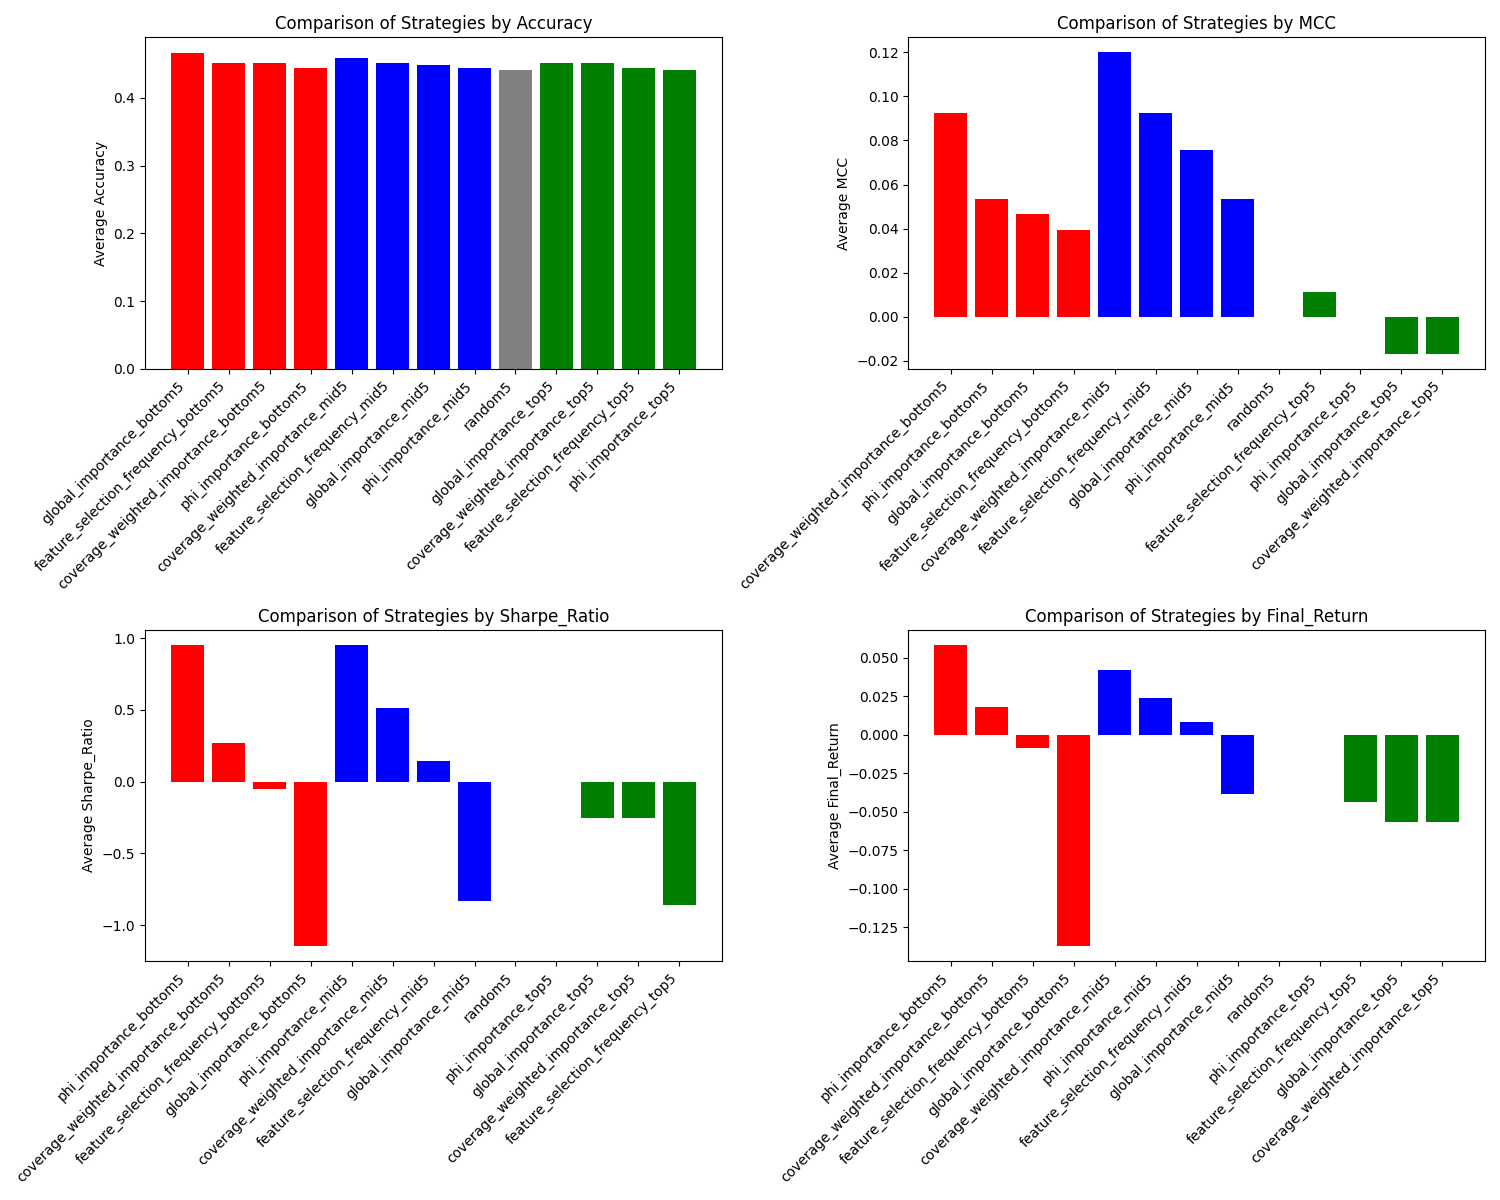 Comparison of Strategies by Accuracy
Average Accuracy
0.4
0.3
0.2
0.1
0.0
global_importance_bottom5
feature_selection_frequency_bottom5
coverage_weighted_importance_bottom5
phi_importance_bottom5
coverage_weighted_importance_mid5
feature_selection_frequency_mid5
global_importance_mid5
phi_importance_mid5
random5
global_importance_top5
coverage_weighted_importance_top5
feature_selection_frequency_top5
phi_importance_top5
Comparison of Strategies by MCC
Average MCC
0.12
0.10
0.08
0.06
0.04
0.02
0.00
−0.02
coverage_weighted_importance_bottom5
phi_importance_bottom5
global_importance_bottom5
feature_selection_frequency_bottom5
coverage_weighted_importance_mid5
feature_selection_frequency_mid5
global_importance_mid5
phi_importance_mid5
random5
feature_selection_frequency_top5
phi_importance_top5
global_importance_top5
coverage_weighted_importance_top5
Comparison of Strategies by Sharpe_Ratio
Average Sharpe_Ratio
1.0
0.5
0.0
−0.5
−1.0
phi_importance_bottom5
coverage_weighted_importance_bottom5
feature_selection_frequency_bottom5
global_importance_bottom5
phi_importance_mid5
coverage_weighted_importance_mid5
feature_selection_frequency_mid5
global_importance_mid5
random5
phi_importance_top5
global_importance_top5
coverage_weighted_importance_top5
feature_selection_frequency_top5
Comparison of Strategies by Final_Return
Average Final_Return
0.050
0.025
0.000
−0.025
−0.050
−0.075
−0.100
−0.125
phi_importance_bottom5
coverage_weighted_importance_bottom5
feature_selection_frequency_bottom5
global_importance_bottom5
coverage_weighted_importance_mid5
phi_importance_mid5
feature_selection_frequency_mid5
global_importance_mid5
random5
phi_importance_top5
feature_selection_frequency_top5
global_importance_top5
coverage_weighted_importance_top5